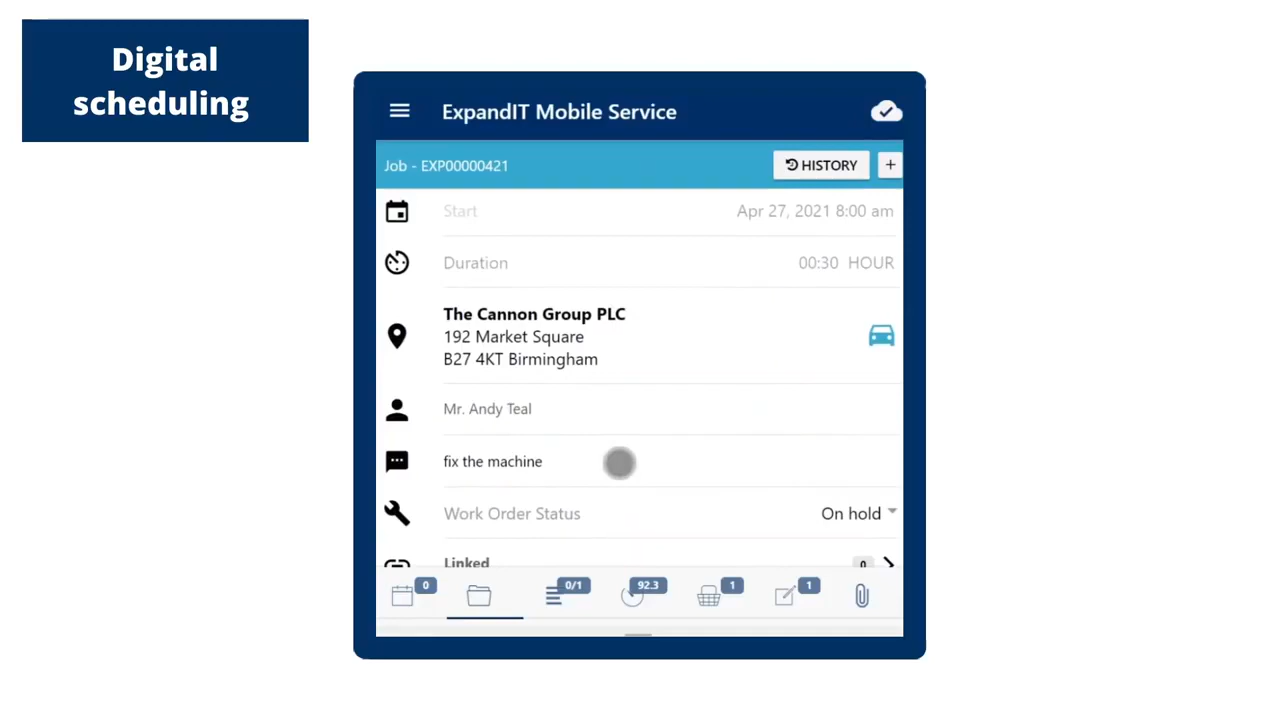 Digital
scheduling
ExpandIT Mobile Service
Job - EXP00000421
HISTORY
+
Start
Apr 27, 2021 8:00 am
Duration
00:30 HOUR
The Cannon Group PLC
192 Market Square
B27 4KT Birmingham
Mr. Andy Teal
fix the machine
Work Order Status
On hold
Linked
0
0
0/1
92.3
1
1